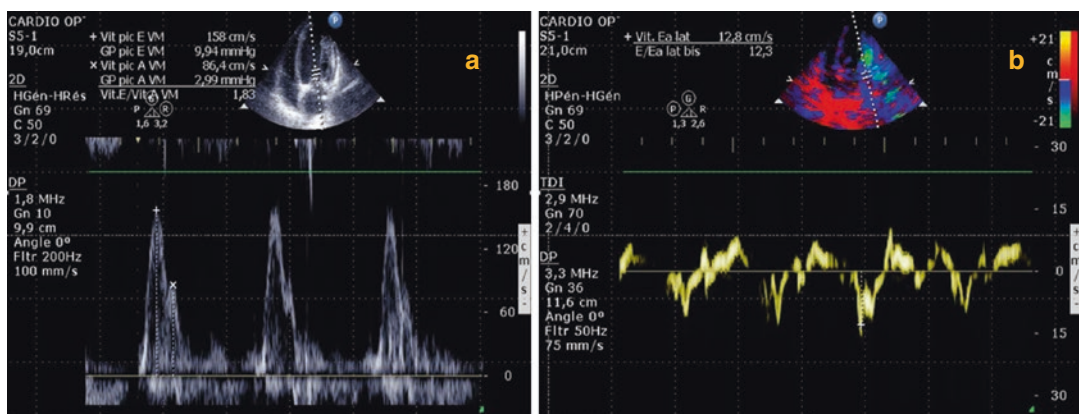 CARDIO OP
S5-1
19,0cm
2D
HGén-HRés
Gn 69
C 50
3/2/0
DP
1,8 MHz
Gn 10
9,9 cm
Angle 0°
Fltr 200Hz
100 mm/s
+ Vit pic E VM 158 cm/s
GP pic E VM 9,94 mmHg
× Vit pic A VM 86,4 cm/s
GP pic A VM 2,99 mmHg
Vit.E/Vit.A VM 1,83
G
P R
1,6 3,2
P
a
180
120
+
cm/s
-
60
0
CARDIO OP
S5-1
21,0cm
2D
HPén-HGén
Gn 69
C 50
3/2/0
TDI
2,9 MHz
Gn 70
2/4/0
DP
3,3 MHz
Gn 36
11,6 cm
Angle 0°
Fltr 50Hz
75 mm/s
+ Vit. Ea lat 12,8 cm/s
E/Ea lat bis 12,3
G
P R
1,3 2,6
P
b
+21
cm/s
-21
30
15
0
+
cm/s
-
15
30